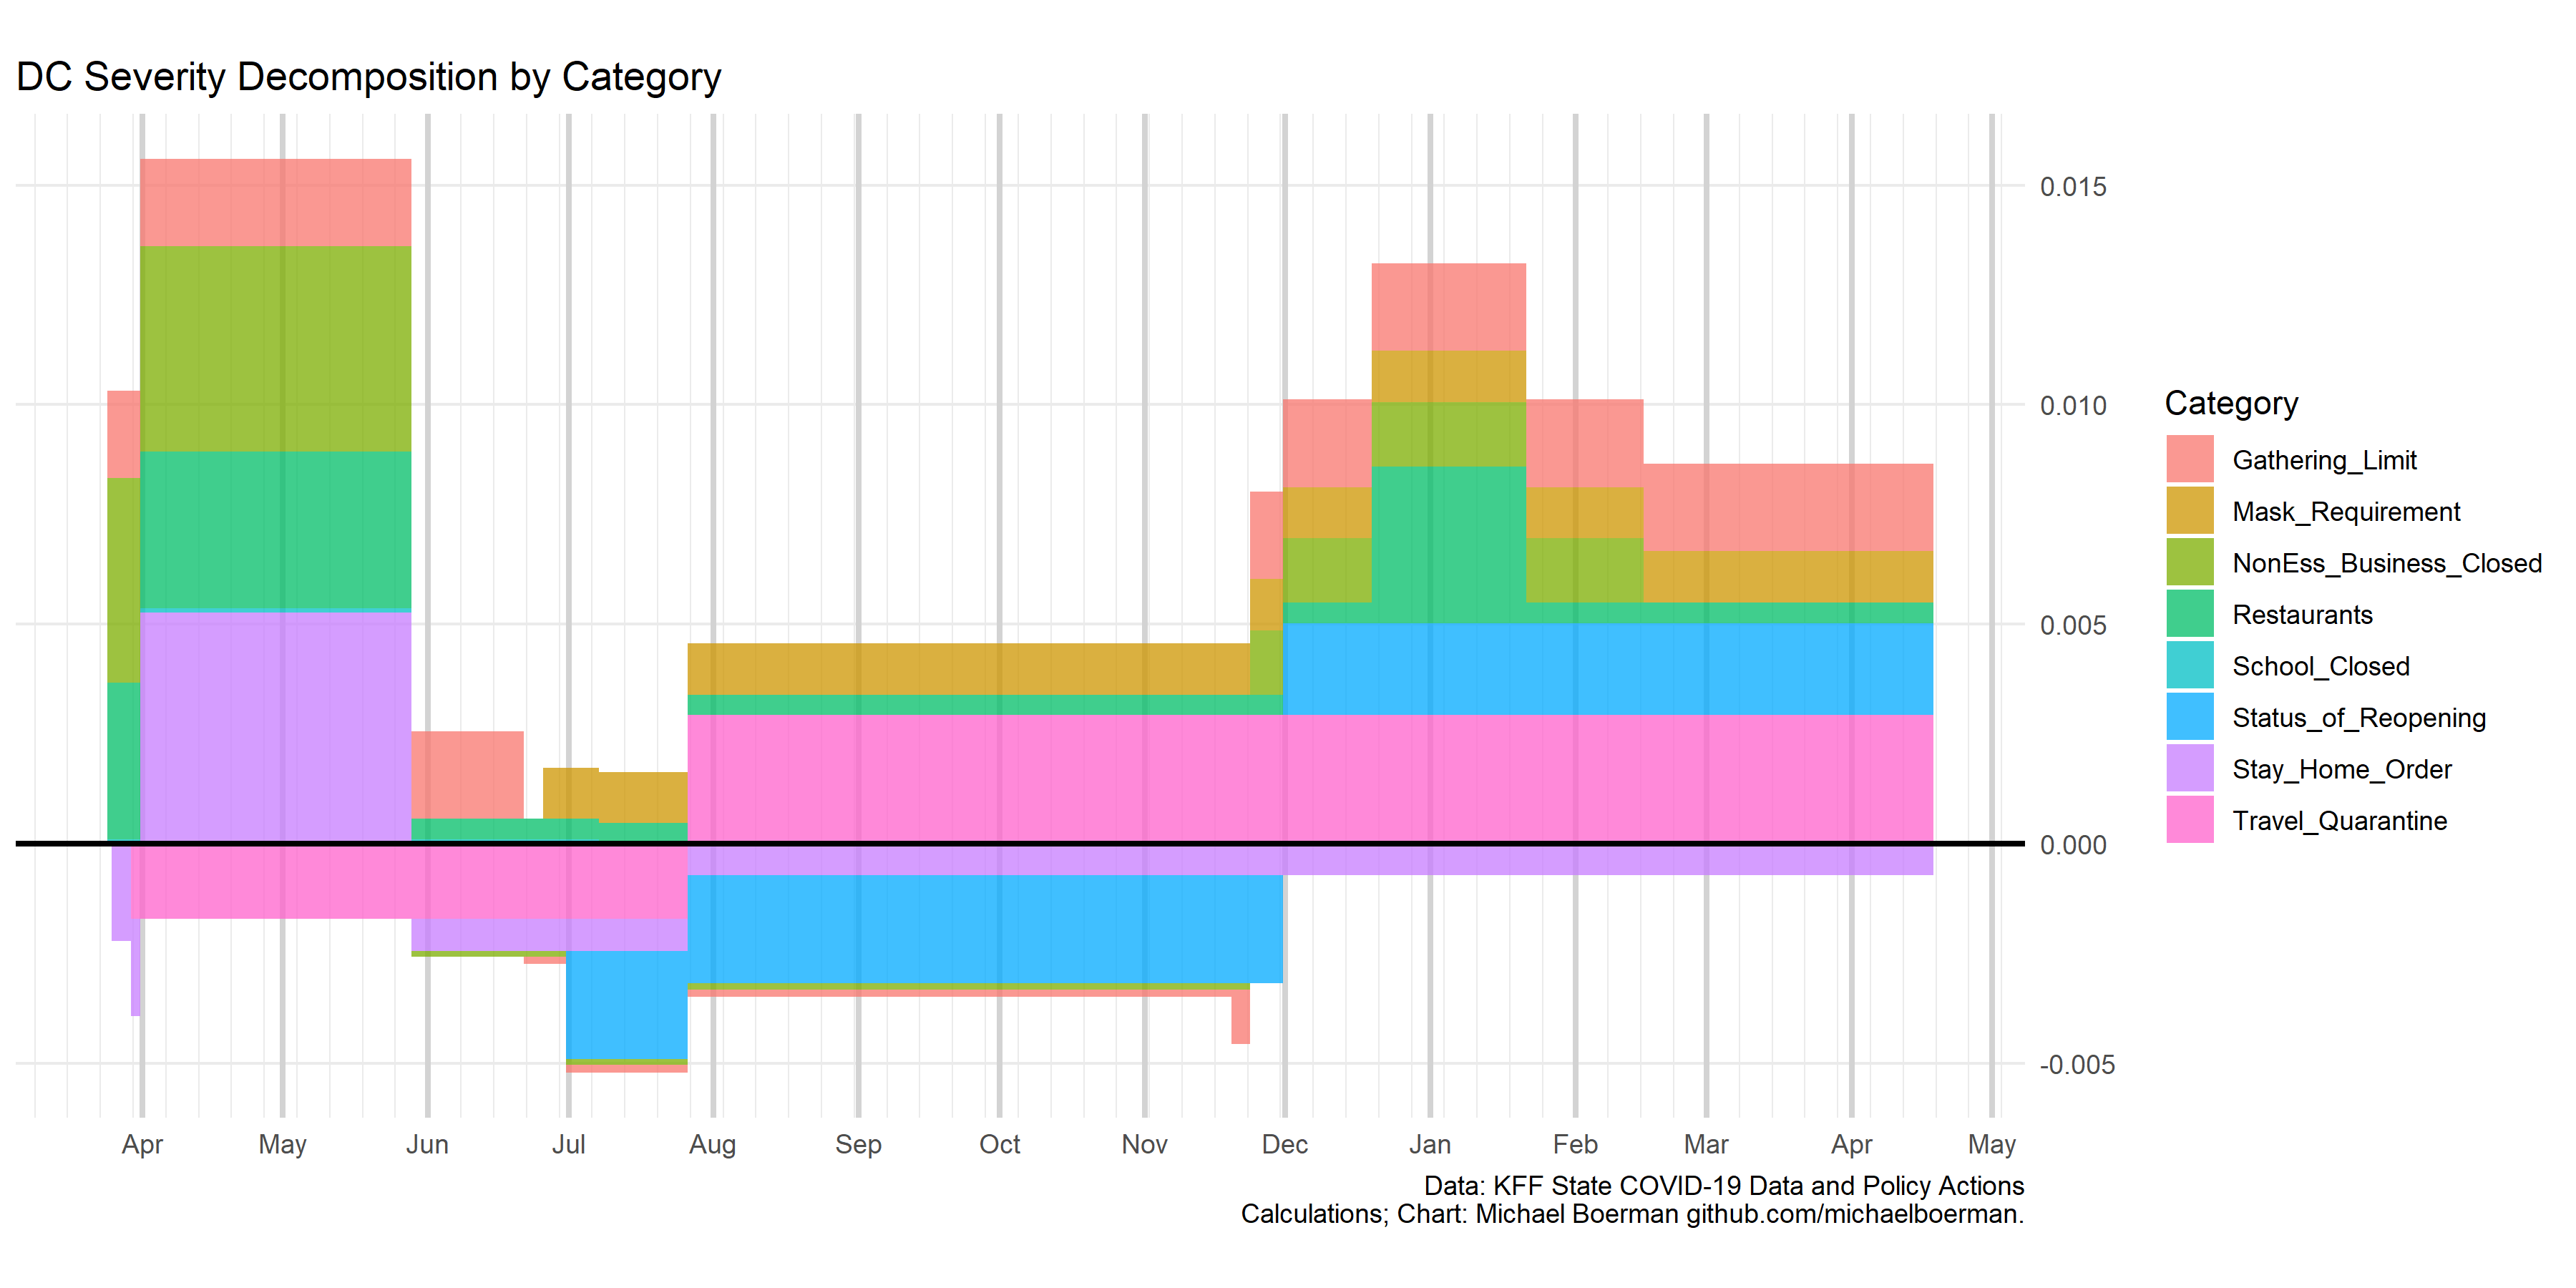 DC Severity Decomposition by Category
0.015
0.010
0.005
0.000
-0.005
Apr May Jun Jul Aug Sep Oct Nov Dec Jan Feb Mar Apr May
Data: KFF State COVID-19 Data and Policy Actions
Calculations; Chart: Michael Boerman github.com/michaelboerman.
Category
Gathering_Limit
Mask_Requirement
NonEss_Business_Closed
Restaurants
School_Closed
Status_of_Reopening
Stay_Home_Order
Travel_Quarantine